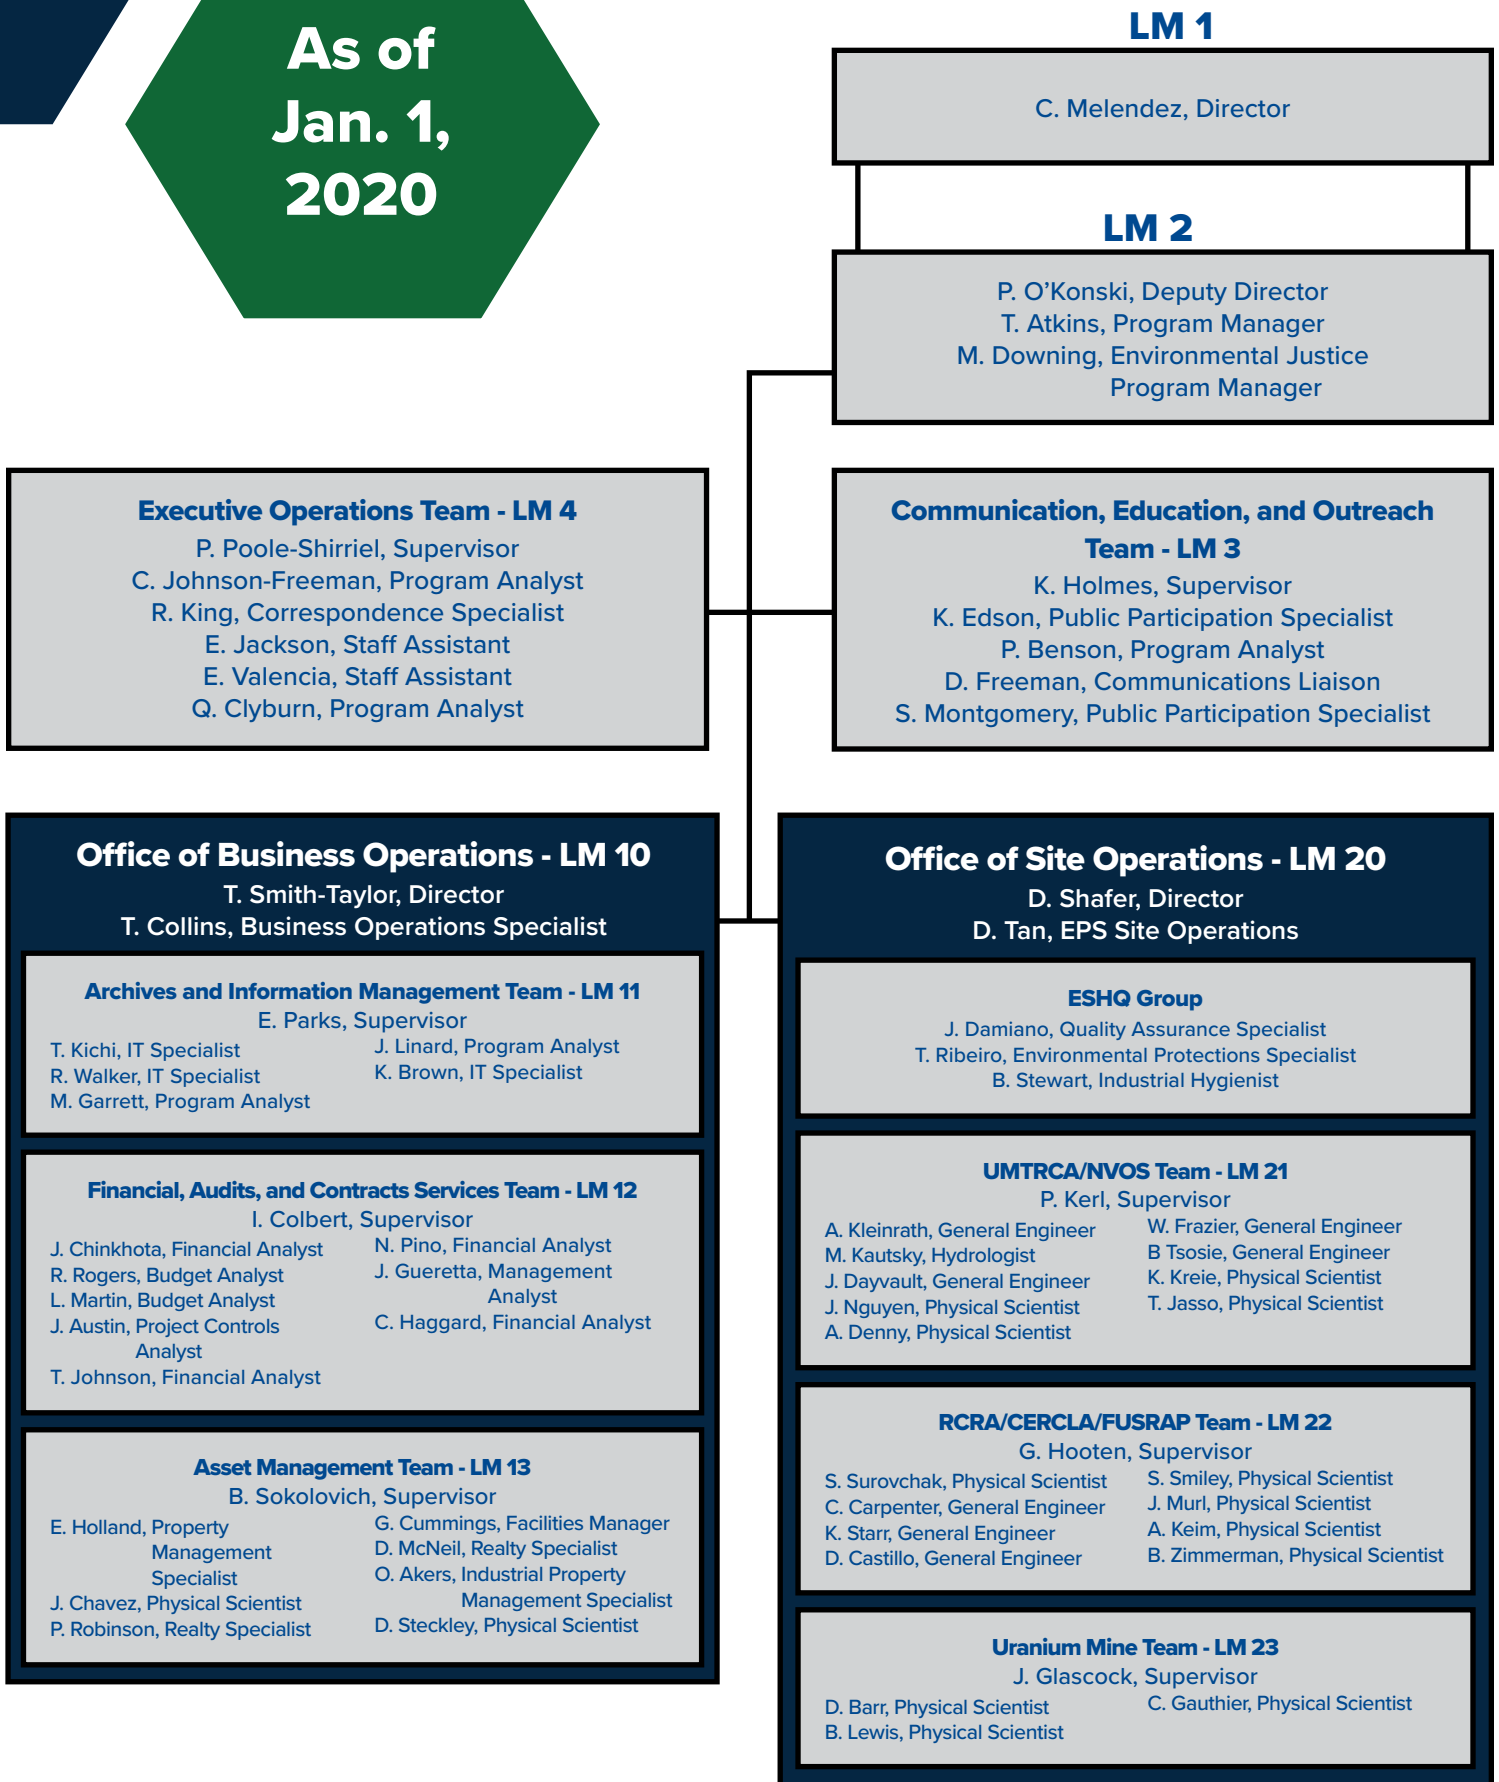 As of
Jan. 1,
2020
LM 1
C. Melendez, Director
LM 2
P. O'Konski, Deputy Director
T. Atkins, Program Manager
M. Downing, Environmental Justice
Program Manager
Executive Operations Team - LM 4
P. Poole-Shirriel, Supervisor
C. Johnson-Freeman, Program Analyst
R. King, Correspondence Specialist
E. Jackson, Staff Assistant
E. Valencia, Staff Assistant
Q. Clyburn, Program Analyst
Communication, Education, and Outreach
Team - LM 3
K. Holmes, Supervisor
K. Edson, Public Participation Specialist
P. Benson, Program Analyst
D. Freeman, Communications Liaison
S. Montgomery, Public Participation Specialist
Office of Business Operations - LM 10
T. Smith-Taylor, Director
T. Collins, Business Operations Specialist
Archives and Information Management Team - LM 11
E. Parks, Supervisor
T. Kichi, IT Specialist
R. Walker, IT Specialist
M. Garrett, Program Analyst
J. Linard, Program Analyst
K. Brown, IT Specialist
Financial, Audits, and Contracts Services Team - LM 12
I. Colbert, Supervisor
J. Chinkhota, Financial Analyst
R. Rogers, Budget Analyst
L. Martin, Budget Analyst
J. Austin, Project Controls
Analyst
T. Johnson, Financial Analyst
N. Pino, Financial Analyst
J. Gueretta, Management
Analyst
C. Haggard, Financial Analyst
Asset Management Team - LM 13
B. Sokolovich, Supervisor
E. Holland, Property
Management
Specialist
J. Chavez, Physical Scientist
P. Robinson, Realty Specialist
G. Cummings, Facilities Manager
D. McNeil, Realty Specialist
O. Akers, Industrial Property
Management Specialist
D. Steckley, Physical Scientist
Office of Site Operations - LM 20
D. Shafer, Director
D. Tan, EPS Site Operations
ESHQ Group
J. Damiano, Quality Assurance Specialist
T. Ribeiro, Environmental Protections Specialist
B. Stewart, Industrial Hygienist
UMTRCA/NVOS Team - LM 21
P. Kerl, Supervisor
A. Kleinrath, General Engineer
M. Kautsky, Hydrologist
J. Dayvault, General Engineer
J. Nguyen, Physical Scientist
A. Denny, Physical Scientist
W. Frazier, General Engineer
B Tsosie, General Engineer
K. Kreie, Physical Scientist
T. Jasso, Physical Scientist
RCRA/CERCLA/FUSRAP Team - LM 22
G. Hooten, Supervisor
S. Surovchak, Physical Scientist
C. Carpenter, General Engineer
K. Starr, General Engineer
D. Castillo, General Engineer
S. Smiley, Physical Scientist
J. Murl, Physical Scientist
A. Keim, Physical Scientist
B. Zimmerman, Physical Scientist
Uranium Mine Team - LM 23
J. Glascock, Supervisor
D. Barr, Physical Scientist
B. Lewis, Physical Scientist
C. Gauthier, Physical Scientist